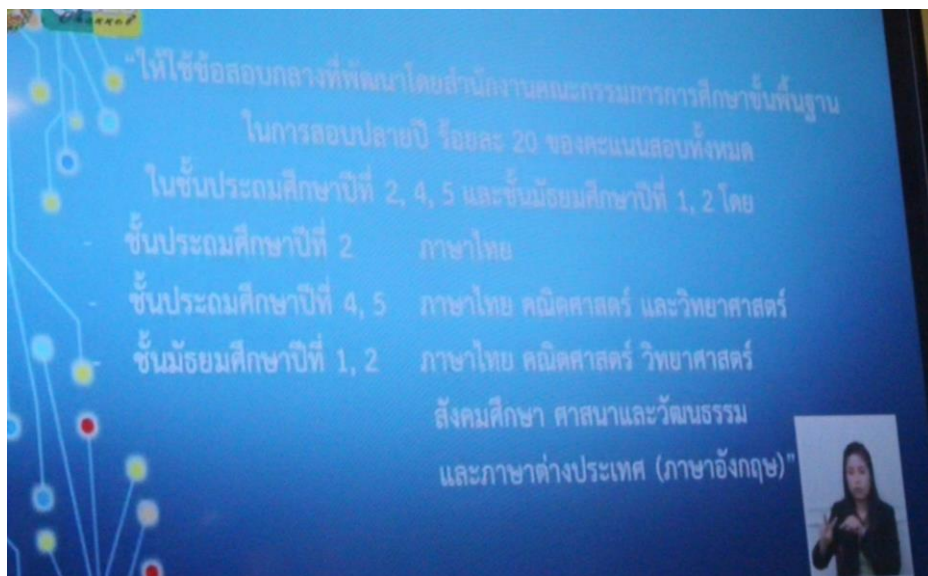 Channel
"ให้ใช้ข้อสอบกลางที่พัฒนาโดยสำนักงานคณะกรรมการการศึกษาขั้นพื้นฐาน
ในการสอบปลายปี ร้อยละ 20 ของคะแนนสอบทั้งหมด
ในชั้นประถมศึกษาปีที่ 2, 4, 5 และชั้นมัธยมศึกษาปีที่ 1, 2 โดย
- ชั้นประถมศึกษาปีที่ 2 ภาษาไทย
- ชั้นประถมศึกษาปีที่ 4, 5 ภาษาไทย คณิตศาสตร์ และวิทยาศาสตร์
- ชั้นมัธยมศึกษาปีที่ 1, 2 ภาษาไทย คณิตศาสตร์ วิทยาศาสตร์
สังคมศึกษา ศาสนาและวัฒนธรรม
และภาษาต่างประเทศ (ภาษาอังกฤษ)"